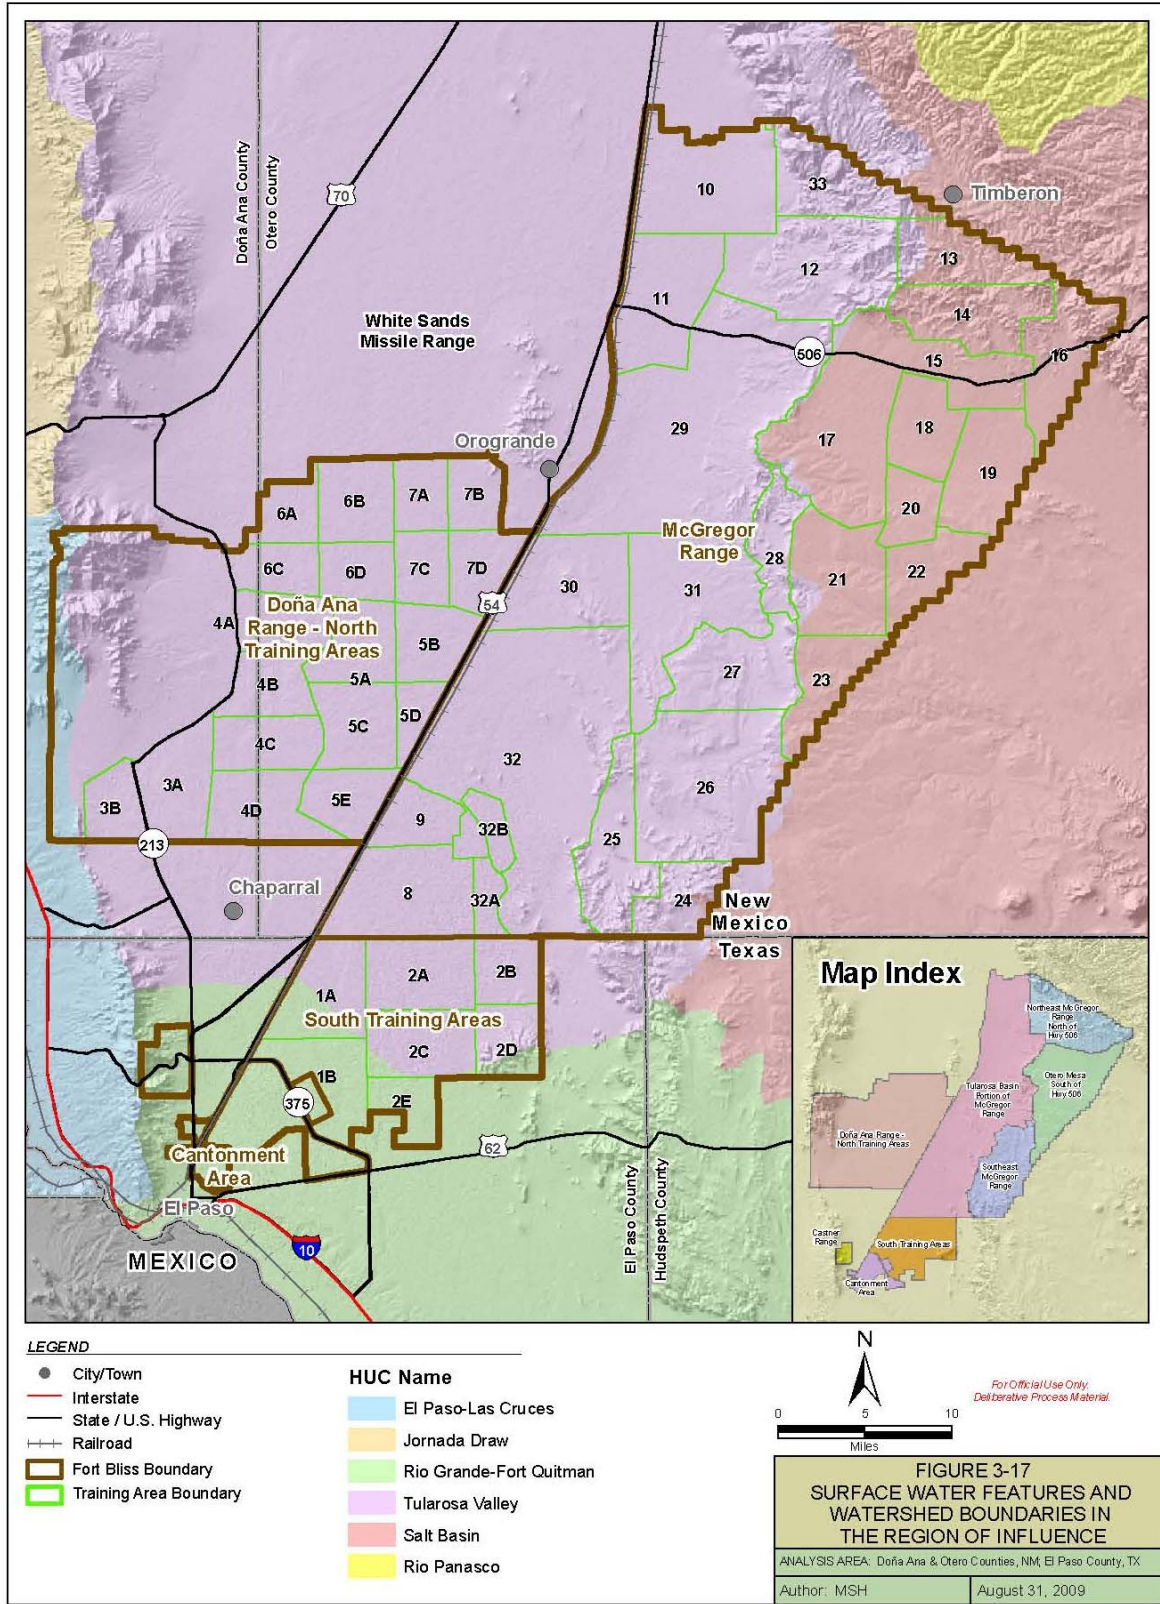 Doña Ana County
Otero County
70
10
33
Timberon
13
12
11
14
White Sands
Missile Range
506
15
16
29
18
17
Orogrande
19
7A
7B
6B
6A
20
McGregor
Range
28
6C
6D
7C
7D
30
31
21
22
54
Doña Ana
Range - North
Training Areas
4A
5B
27
23
4B
5A
5C
5D
4C
32
26
3A
3B
4D
5E
9
32B
25
213
Chaparral
8
32A
24
New
Mexico
Texas
2A
2B
1A
South Training Areas
2C
2D
1B
375
2E
62
Cantonment
Area
El Paso
MEXICO
10
El Paso County
Hudspeth County
Map Index
Northeast McGregor
Range
North of
Hwy 506
Otero Mesa
South of
Hwy 506
Tularosa Basin
Portion of
McGregor
Range
Doña Ana Range -
North Training Areas
Southeast
McGregor
Range
Castner
Range
South Training Areas
Cantonment
Area
LEGEND
City/Town
Interstate
State / U.S. Highway
Railroad
Fort Bliss Boundary
Training Area Boundary
HUC Name
El Paso-Las Cruces
Jornada Draw
Rio Grande-Fort Quitman
Tularosa Valley
Salt Basin
Rio Panasco
N
0 5 10
Miles
For Official Use Only.
Deliberative Process Material.
FIGURE 3-17
SURFACE WATER FEATURES AND
WATERSHED BOUNDARIES IN
THE REGION OF INFLUENCE
ANALYSIS AREA: Doña Ana & Otero Counties, NM; El Paso County, TX
Author: MSH August 31, 2009